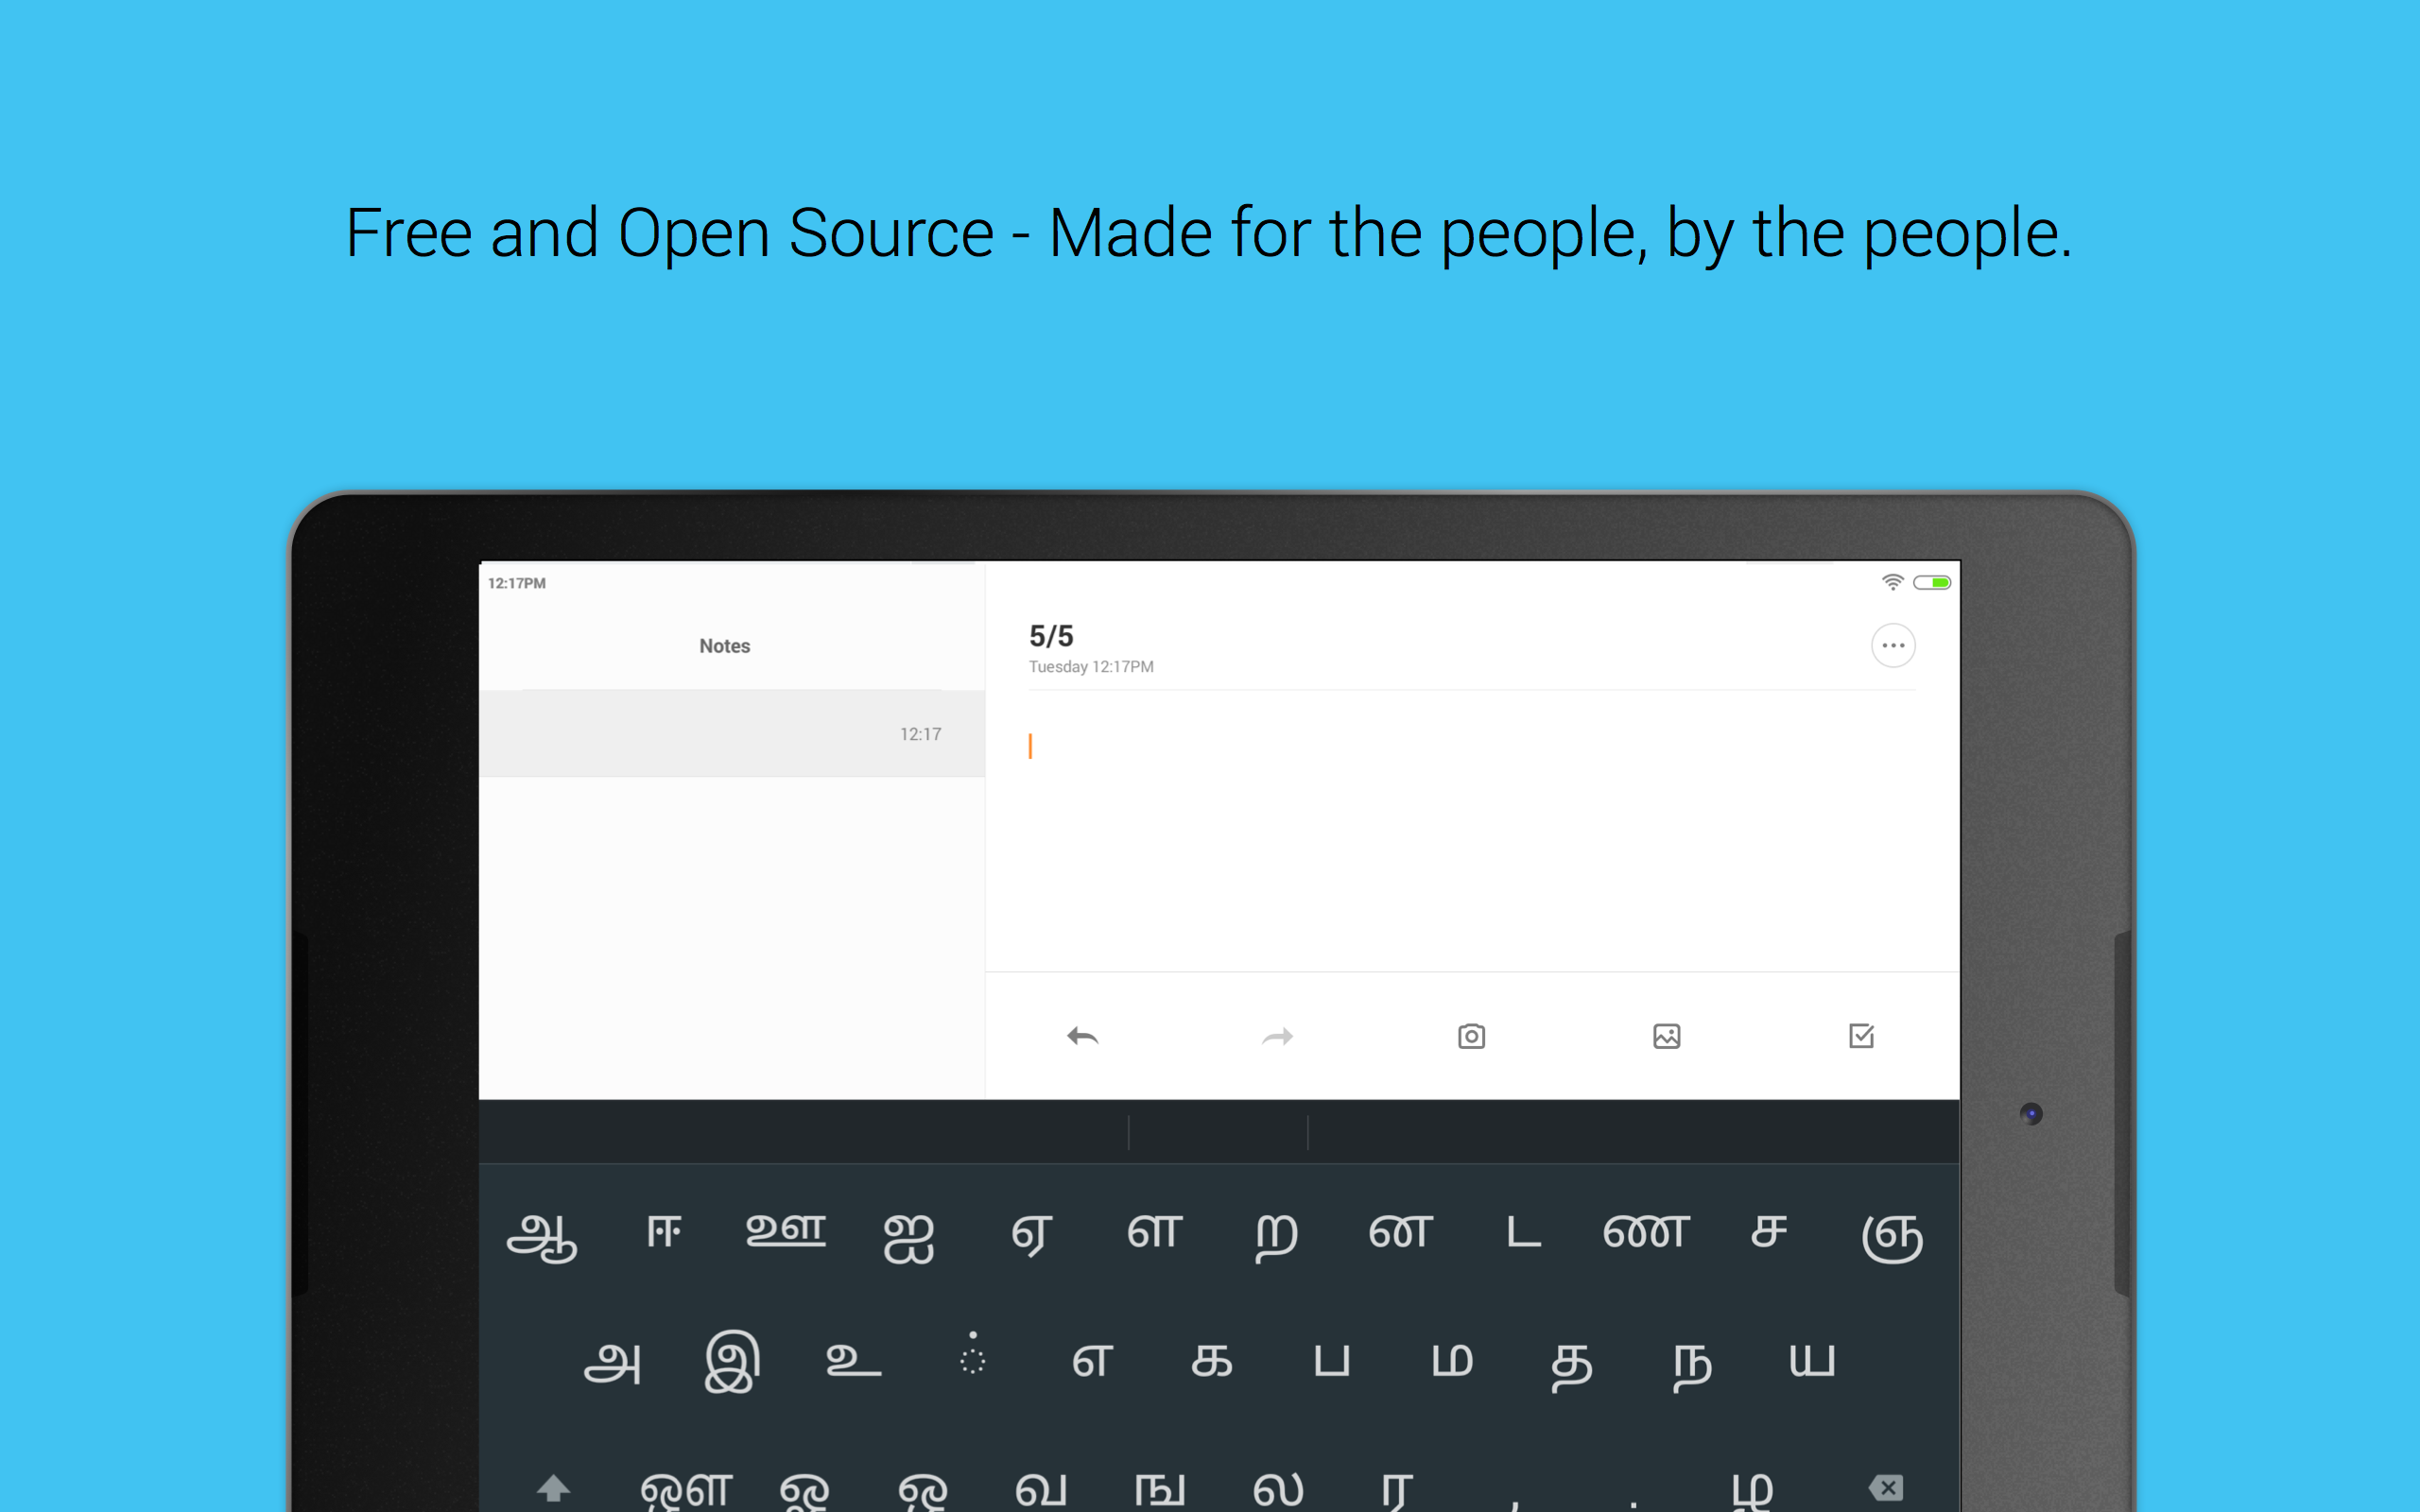 Free and Open Source - Made for the people, by the people.
12:17PM
Notes
12:17
5/5
Tuesday 12:17PM
ஆ ஈ ஊ ஐ ஏ ள ற ன ட ண ச ஞ
அ இ உ ் எ க ப ம த ந ய
ஔ ஓ ஒ வ ங ல ர , . ழ